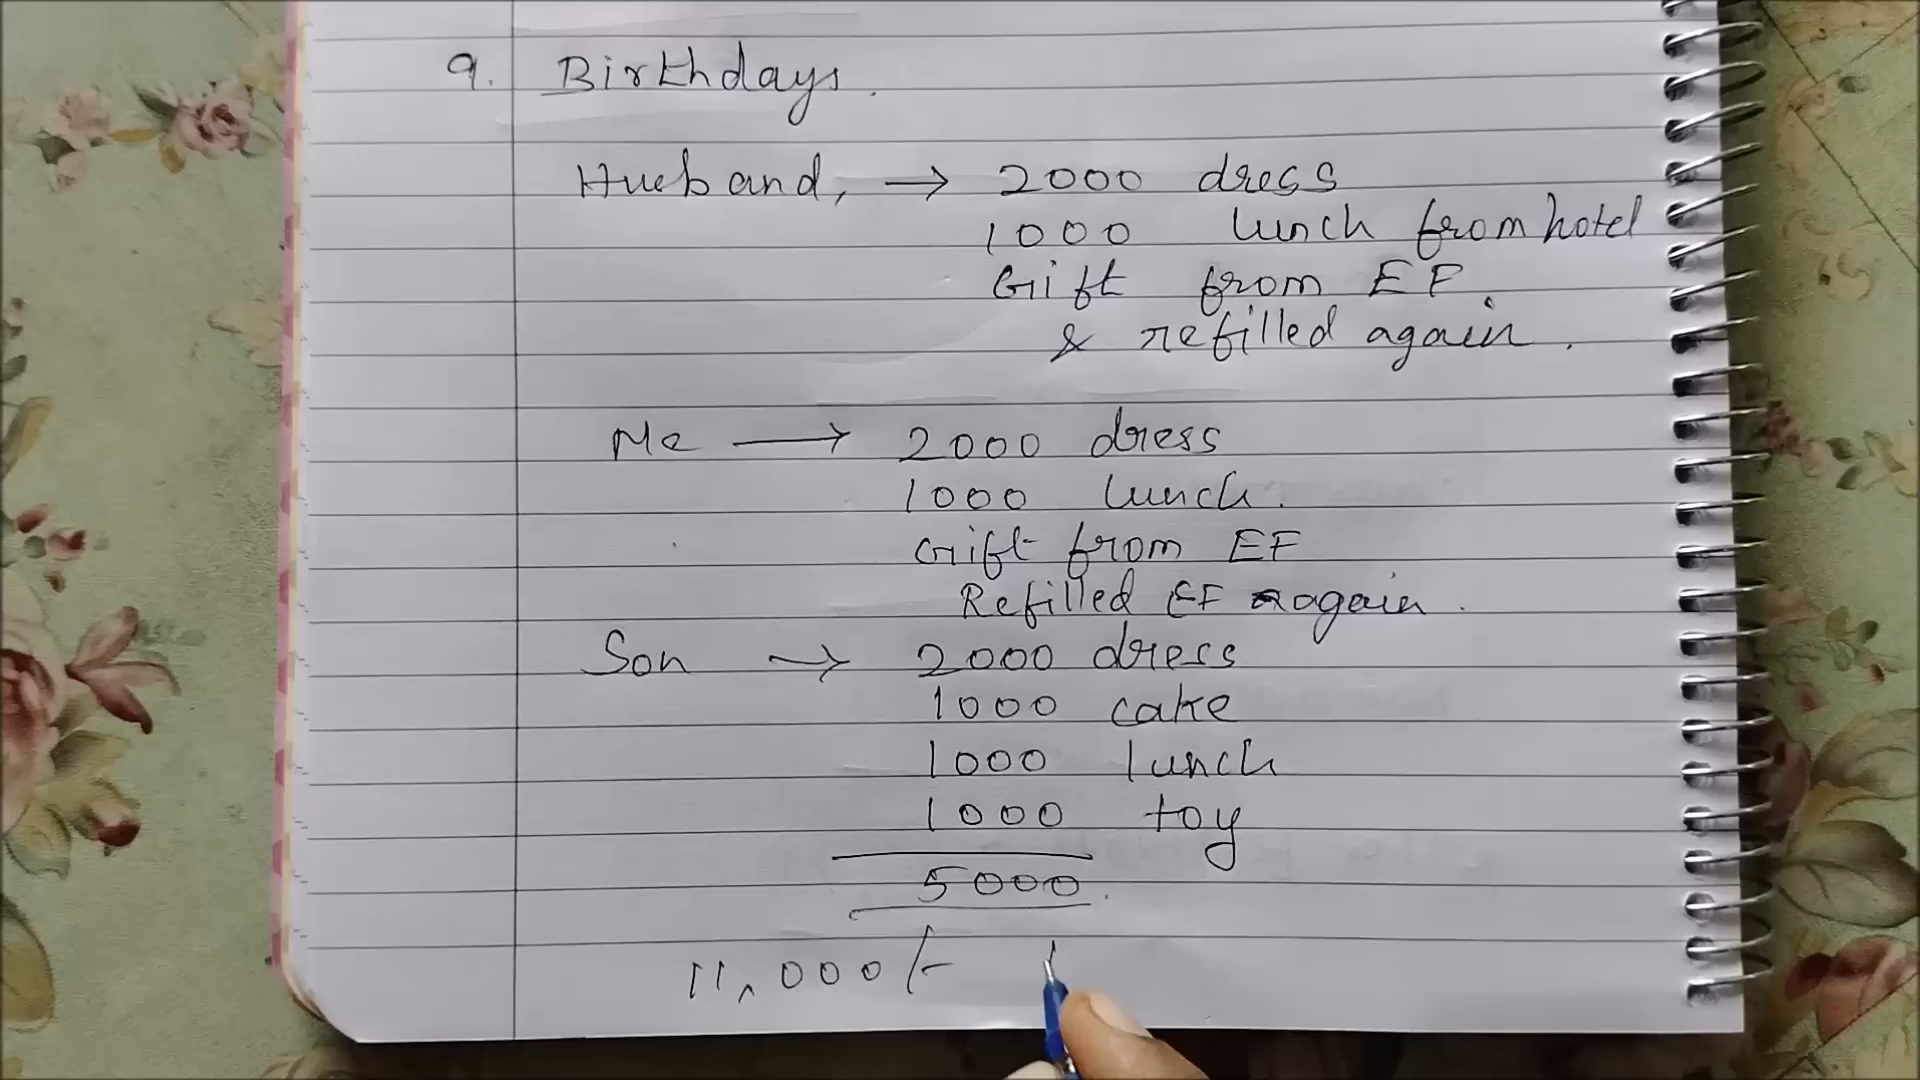 9. Birthdays.
Husband, → 2000 dress
1000 lunch from hotel
Gift from EF.
& refilled again.
Me → 2000 dress
1000 lunch.
Gift from EF
Refilled EF again.
Son → 2000 dress
1000 cake
1000 lunch
1000 toy
5000.
11,000/-